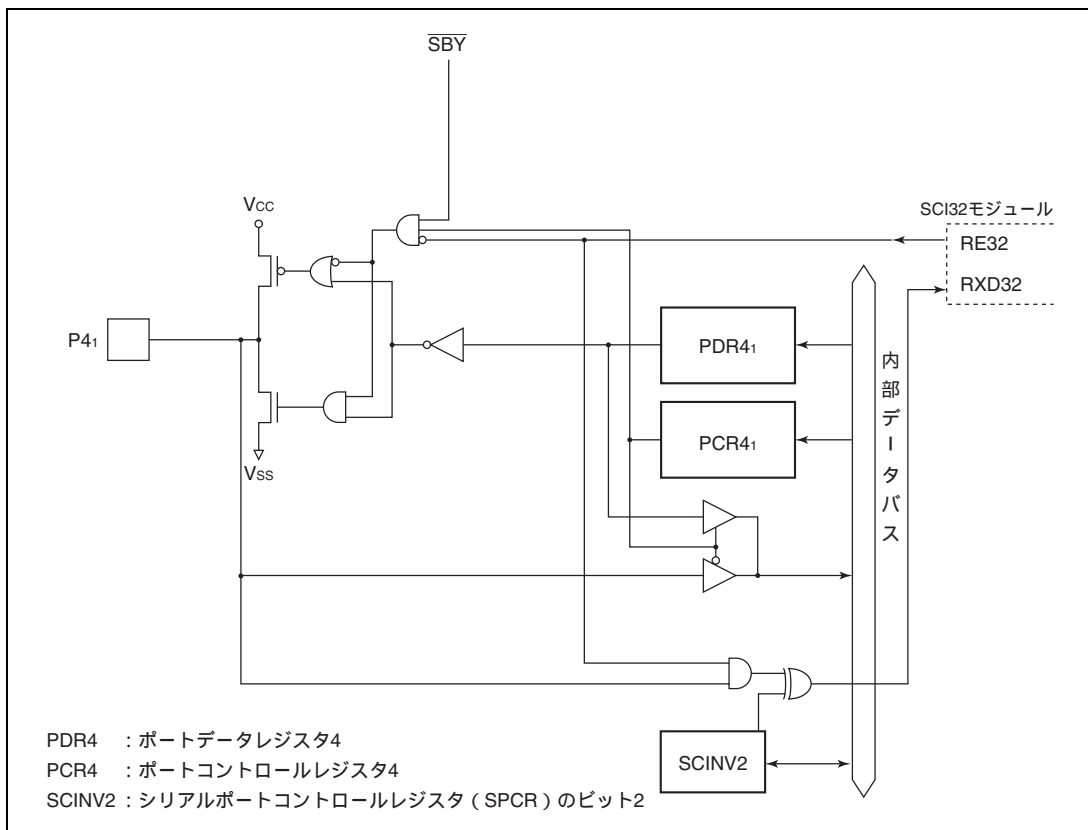 S̅B̅Y̅
VCC
SCI32モジュール
RE32
RXD32
P41
PDR41
PCR41
内部データバス
VSS
SCINV2
PDR4 :ポートデータレジスタ4
PCR4 :ポートコントロールレジスタ4
SCINV2:シリアルポートコントロールレジスタ(SPCR)のビット2